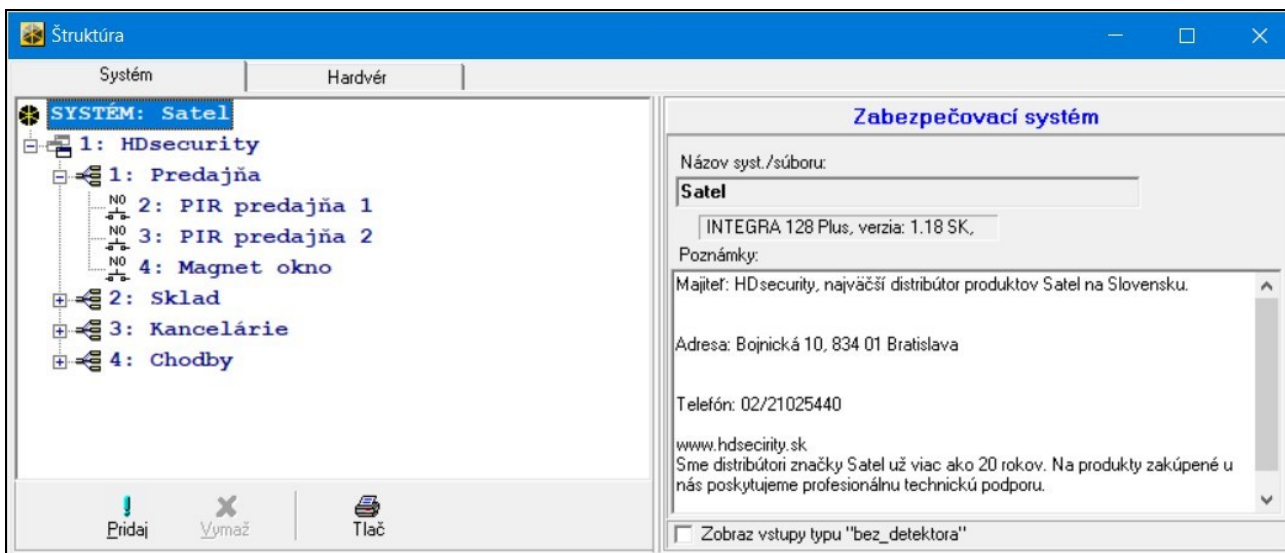 Štruktúra
Systém
Hardvér
SYSTÉM: Satel
1: HDsecurity
1: Predajňa
NO 2: PIR predajňa 1
NO 3: PIR predajňa 2
NO 4: Magnet okno
2: Sklad
3: Kancelárie
4: Chodby
Pridaj
Vymaž
Tlač
Zabezpečovací systém
Názov syst./súboru:
Satel
INTEGRA 128 Plus, verzia: 1.18 SK,
Poznámky:
Majiteľ: HDsecurity, najväčší distribútor produktov Satel na Slovensku.
Adresa: Bojnická 10, 834 01 Bratislava
Telefón: 02/21025440
www.hdsecirity.sk
Sme distribútori značky Satel už viac ako 20 rokov. Na produkty zakúpené u
nás poskytujeme profesionálnu technickú podporu.
Zobraz vstupy typu "bez_detektora"